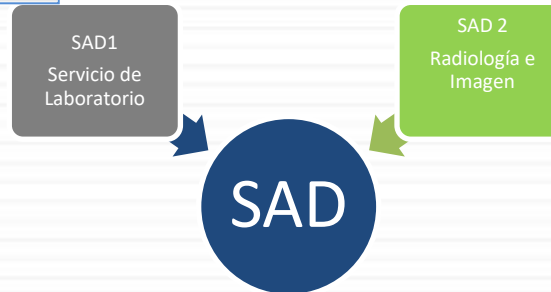 SAD1
Servicio de
Laboratorio
SAD 2
Radiología e
Imagen
SAD